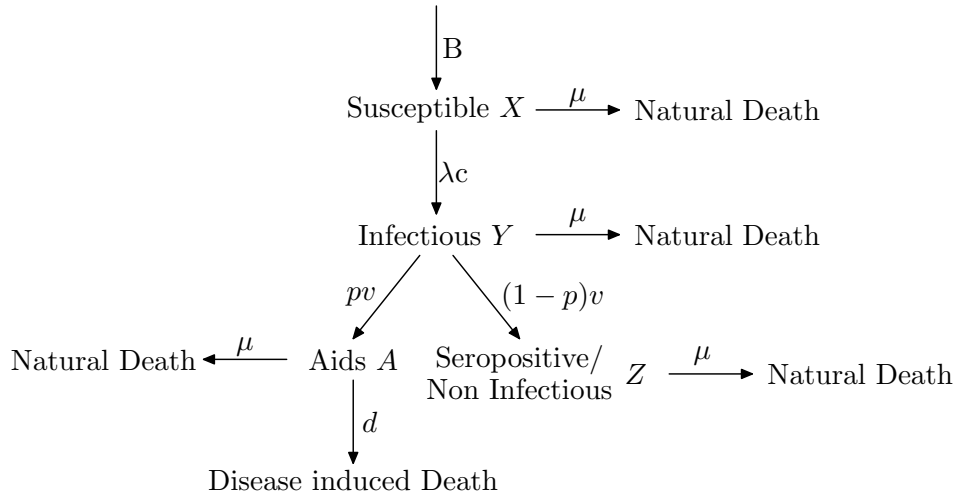 B
Susceptible X
μ
Natural Death
λc
Infectious Y
μ
Natural Death
pv
(1 − p)v
Natural Death
μ
Aids A
Seropositive/
Non Infectious
Z
μ
Natural Death
d
Disease induced Death